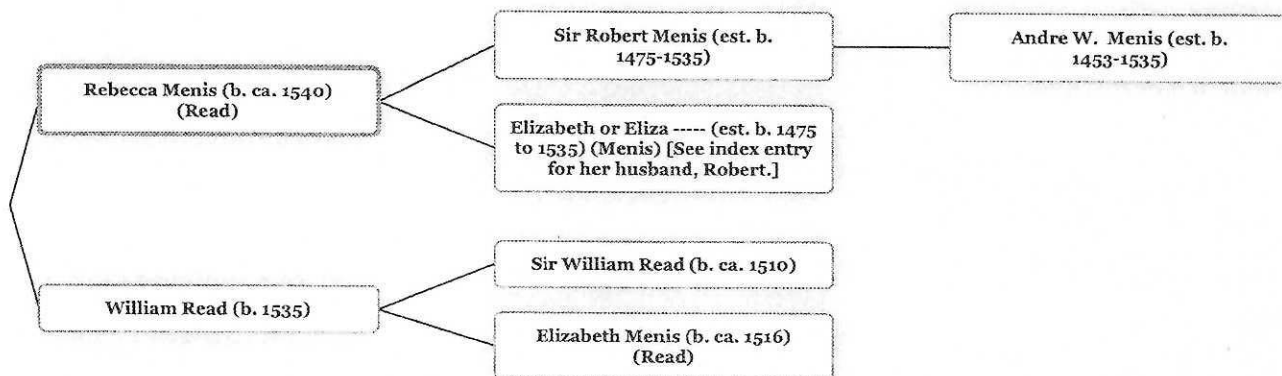 Sir Robert Menis (est. b.
1475-1535)
Andre W. Menis (est. b.
1453-1535)
Rebecca Menis (b. ca. 1540)
(Read)
Elizabeth or Eliza ----- (est. b. 1475
to 1535) (Menis) [See index entry
for her husband, Robert.]
Sir William Read (b. ca. 1510)
William Read (b. 1535)
Elizabeth Menis (b. ca. 1516)
(Read)